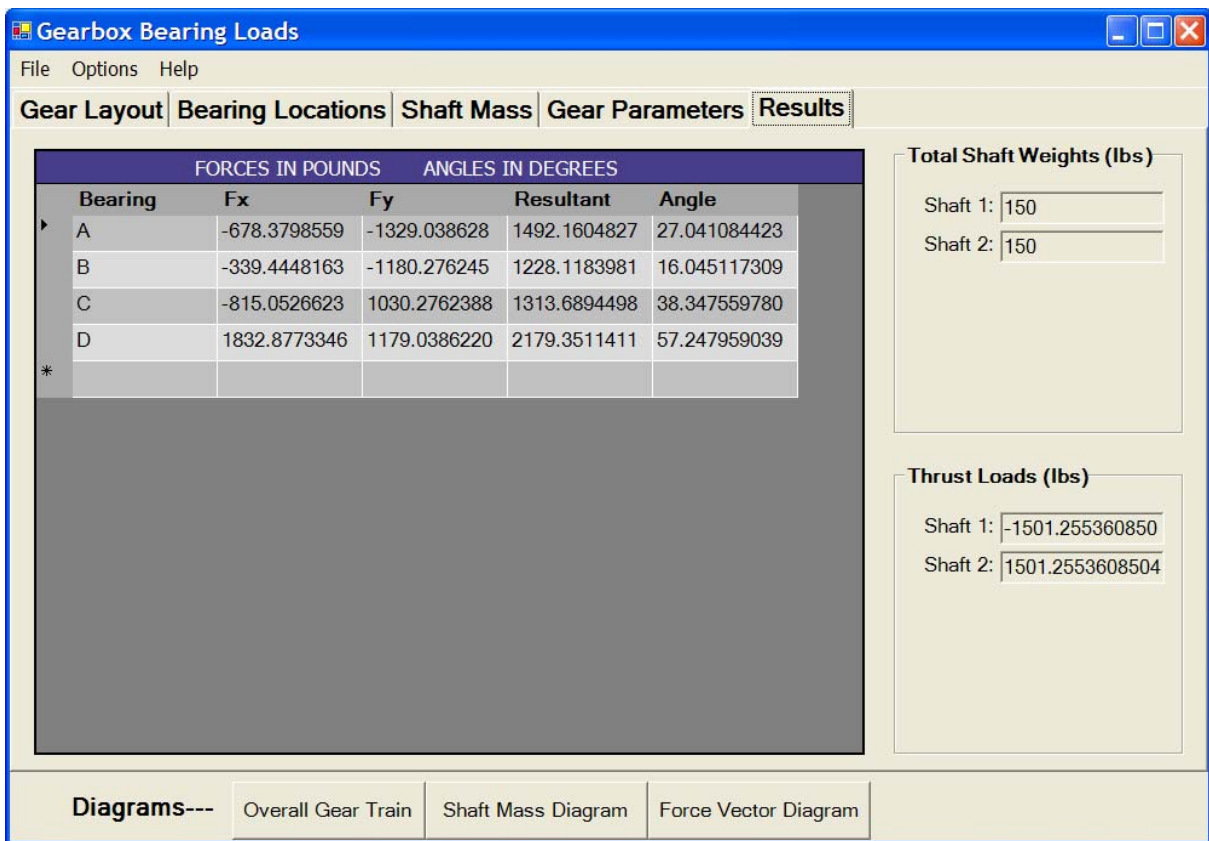 Gearbox Bearing Loads
File Options Help
Gear Layout Bearing Locations Shaft Mass Gear Parameters Results
FORCES IN POUNDS ANGLES IN DEGREES
Bearing Fx Fy Resultant Angle
A -678.3798559 -1329.038628 1492.1604827 27.041084423
B -339.4448163 -1180.276245 1228.1183981 16.045117309
C -815.0526623 1030.2762388 1313.6894498 38.347559780
D 1832.8773346 1179.0386220 2179.3511411 57.247959039
*
Total Shaft Weights (lbs)
Shaft 1: 150
Shaft 2: 150
Thrust Loads (lbs)
Shaft 1: -1501.255360850
Shaft 2: 1501.2553608504
Diagrams--- Overall Gear Train Shaft Mass Diagram Force Vector Diagram